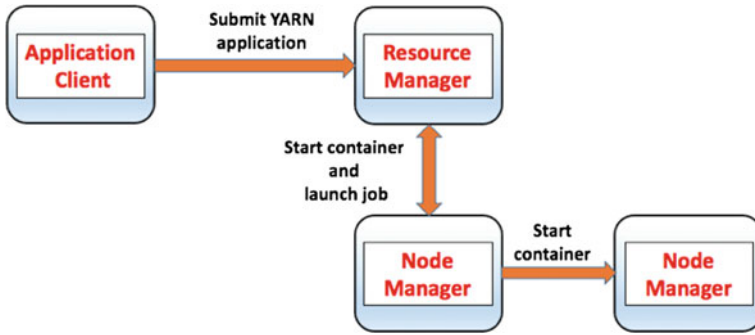 Submit YARN
application
Application
Client
Resource
Manager
Start container
and
launch job
Node
Manager
Start
container
Node
Manager